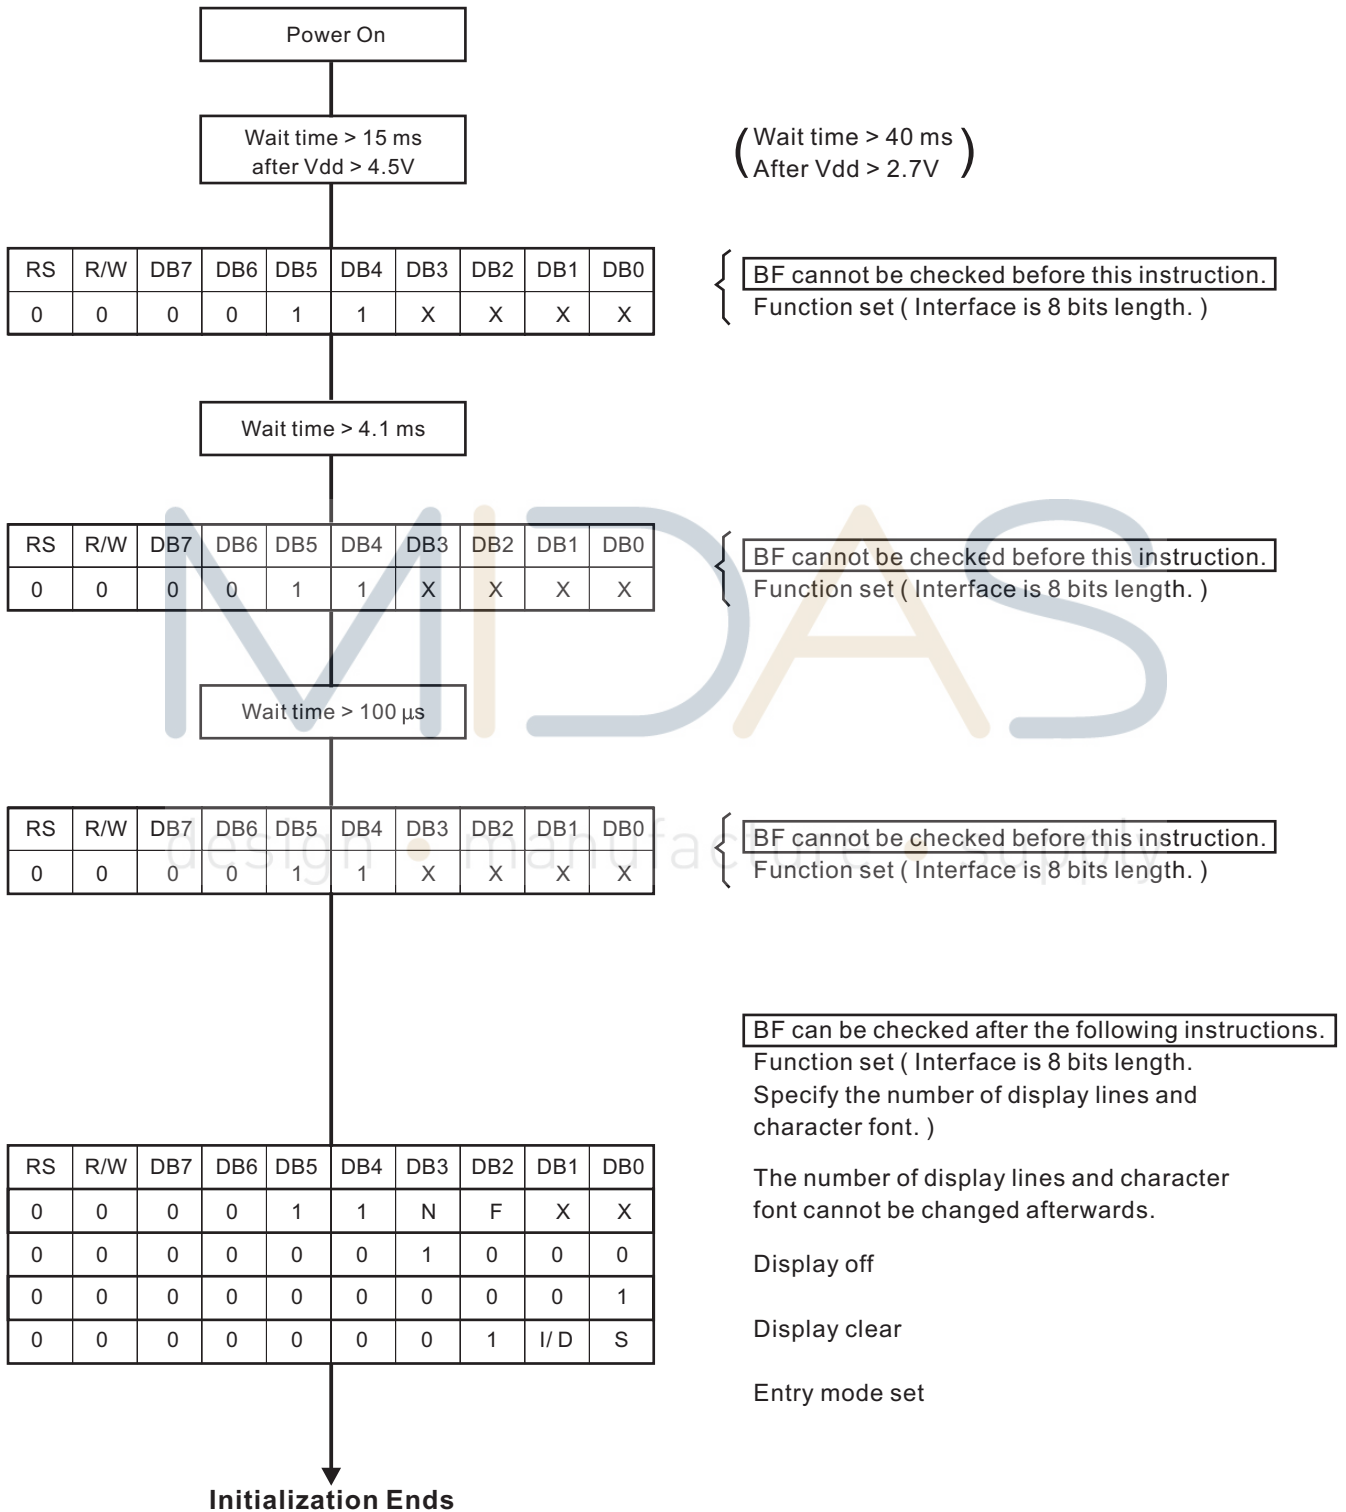 Power On
Wait time > 15 ms
after Vdd > 4.5V
(Wait time > 40 ms
After Vdd > 2.7V)
RS R/W DB7 DB6 DB5 DB4 DB3 DB2 DB1 DB0
0 0 0 0 1 1 X X X X
BF cannot be checked before this instruction.
Function set ( Interface is 8 bits length. )
Wait time > 4.1 ms
MIDAS
RS R/W DB7 DB6 DB5 DB4 DB3 DB2 DB1 DB0
0 0 0 0 1 1 X X X X
BF cannot be checked before this instruction.
Function set ( Interface is 8 bits length. )
Wait time > 100 µs
design • manufacture • supply
RS R/W DB7 DB6 DB5 DB4 DB3 DB2 DB1 DB0
0 0 0 0 1 1 X X X X
BF cannot be checked before this instruction.
Function set ( Interface is 8 bits length. )
BF can be checked after the following instructions.
Function set ( Interface is 8 bits length.
Specify the number of display lines and
character font. )
RS R/W DB7 DB6 DB5 DB4 DB3 DB2 DB1 DB0
0 0 0 0 1 1 N F X X
0 0 0 0 0 0 1 0 0 0
0 0 0 0 0 0 0 0 0 1
0 0 0 0 0 0 0 1 I/ D S
The number of display lines and character
font cannot be changed afterwards.
Display off
Display clear
Entry mode set
Initialization Ends